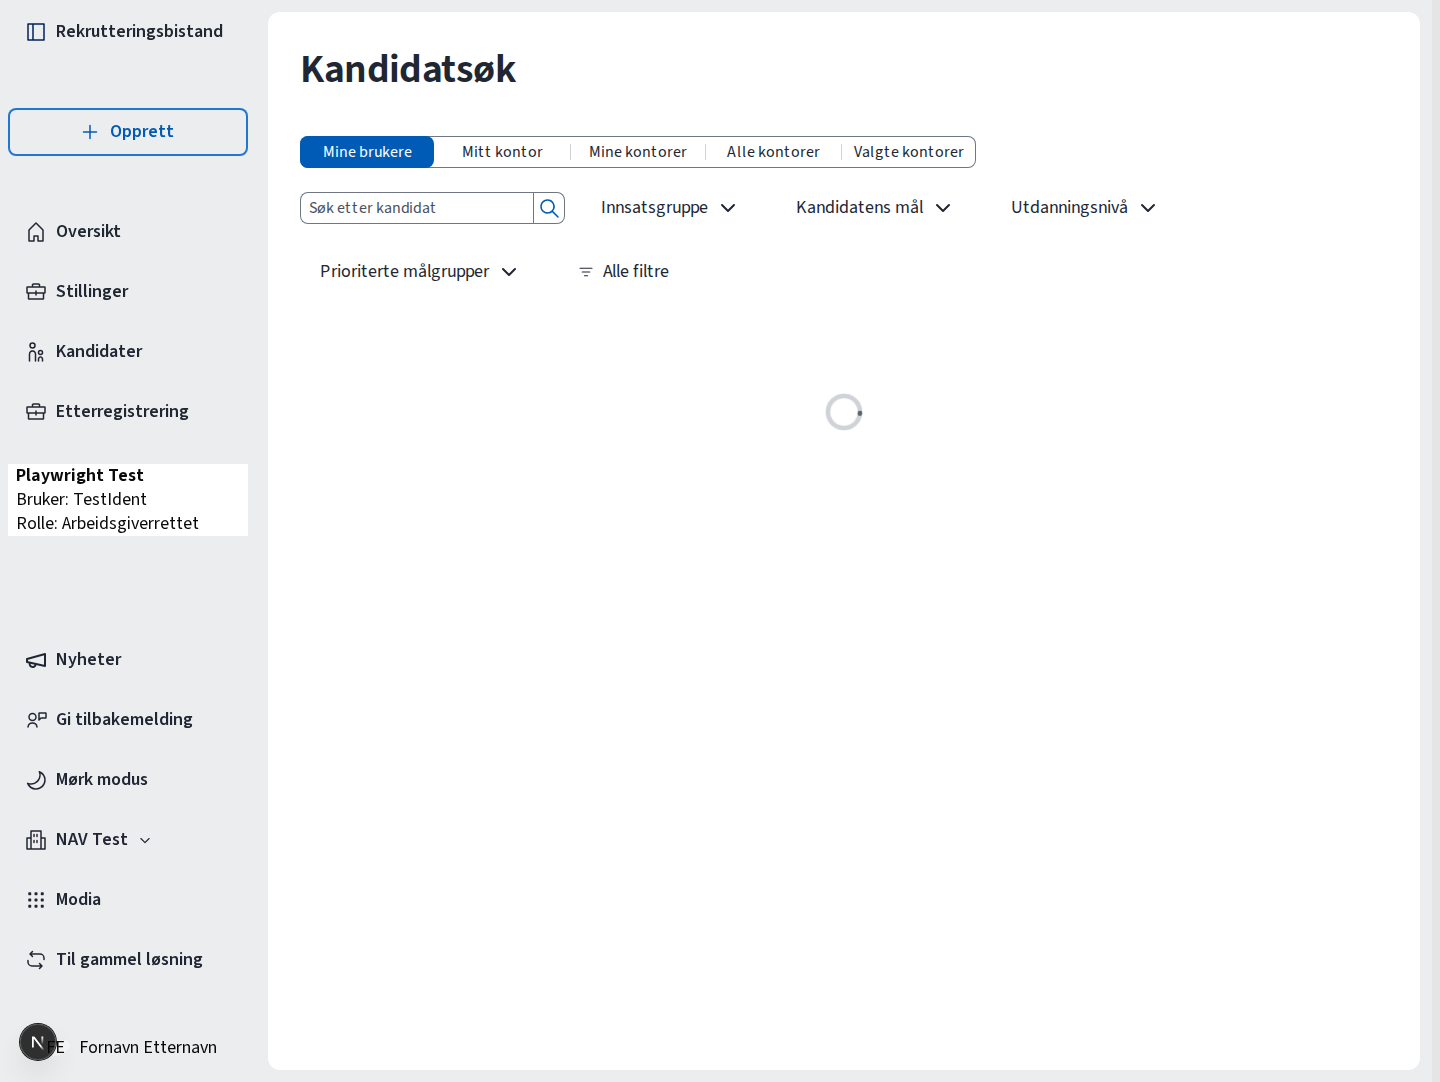 Rekrutteringsbistand
Opprett
Oversikt
Stillinger
Kandidater
Etterregistrering
Playwright Test
Bruker: TestIdent
Rolle: Arbeidsgiverrettet
Nyheter
Gi tilbakemelding
Mørk modus
NAV Test
Modia
Til gammel løsning
N FE Fornavn Etternavn
Kandidatsøk
Mine brukere Mitt kontor Mine kontorer Alle kontorer Valgte kontorer
Søk etter kandidat Innsatsgruppe Kandidatens mål Utdanningsnivå
Prioriterte målgrupper Alle filtre